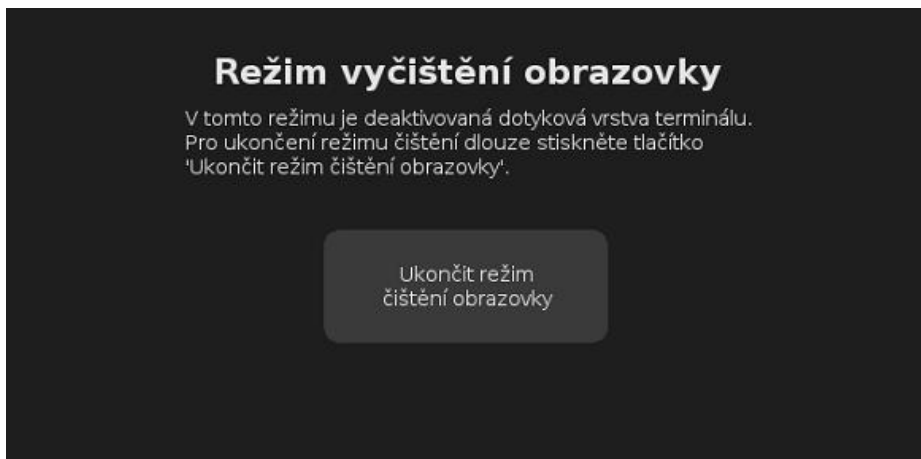 Režim vyčištění obrazovky
V tomto režimu je deaktivovaná dotyková vrstva terminálu.
Pro ukončení režimu čištění dlouze stiskněte tlačítko
'Ukončit režim čištění obrazovky'.
Ukončit režim
čištění obrazovky